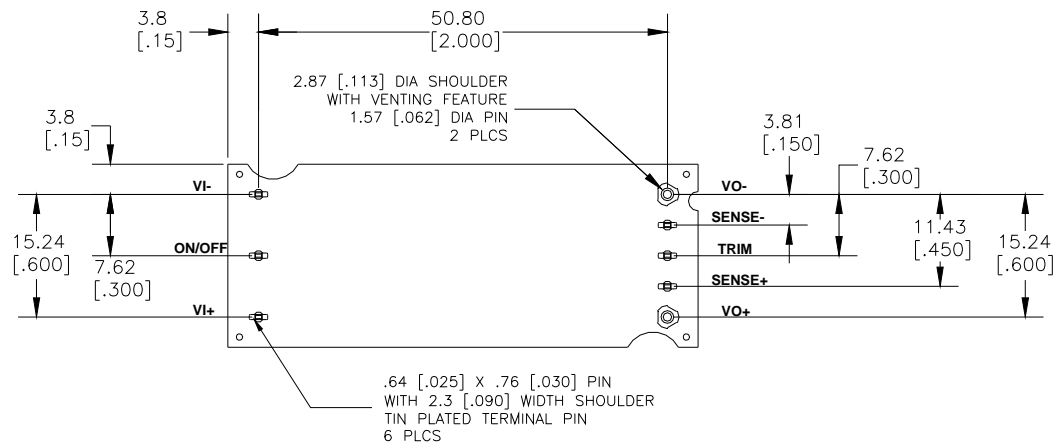 3.8
[.15]
50.80
[2.000]
2.87 [.113] DIA SHOULDER
WITH VENTING FEATURE
1.57 [.062] DIA PIN
2 PLCS
3.8
[.15]
3.81
[.150]
7.62
[.300]
VI-
VO-
SENSE-
15.24
[.600]
ON/OFF
7.62
[.300]
TRIM
11.43
[.450]
15.24
[.600]
SENSE+
VI+
VO+
.64 [.025] X .76 [.030] PIN
WITH 2.3 [.090] WIDTH SHOULDER
TIN PLATED TERMINAL PIN
6 PLCS